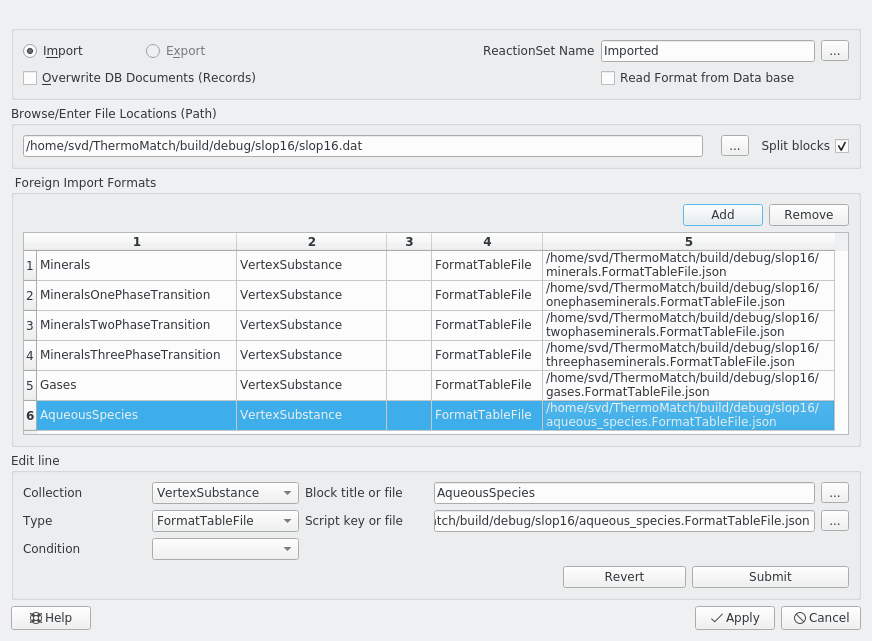 Import Export ReactionSet Name Imported ...
Overwrite DB Documents (Records) Read Format from Data base
Browse/Enter File Locations (Path)
/home/svd/ThermoMatch/build/debug/slop16/slop16.dat ... Split blocks
Foreign Import Formats
Add Remove
1 2 3 4 5
1 Minerals VertexSubstance FormatTableFile /home/svd/ThermoMatch/build/debug/slop16/
minerals.FormatTableFile.json
2 MineralsOnePhaseTransition VertexSubstance FormatTableFile /home/svd/ThermoMatch/build/debug/slop16/
onephaseminerals.FormatTableFile.json
3 MineralsTwoPhaseTransition VertexSubstance FormatTableFile /home/svd/ThermoMatch/build/debug/slop16/
twophaseminerals.FormatTableFile.json
4 MineralsThreePhaseTransition VertexSubstance FormatTableFile /home/svd/ThermoMatch/build/debug/slop16/
threephaseminerals.FormatTableFile.json
5 Gases VertexSubstance FormatTableFile /home/svd/ThermoMatch/build/debug/slop16/
gases.FormatTableFile.json
6 AqueousSpecies VertexSubstance FormatTableFile /home/svd/ThermoMatch/build/debug/slop16/
aqueous_species.FormatTableFile.json
Edit line
Collection VertexSubstance Block title or file AqueousSpecies ...
Type FormatTableFile Script key or file atch/build/debug/slop16/aqueous_species.FormatTableFile.json ...
Condition
Revert Submit
Help Apply Cancel